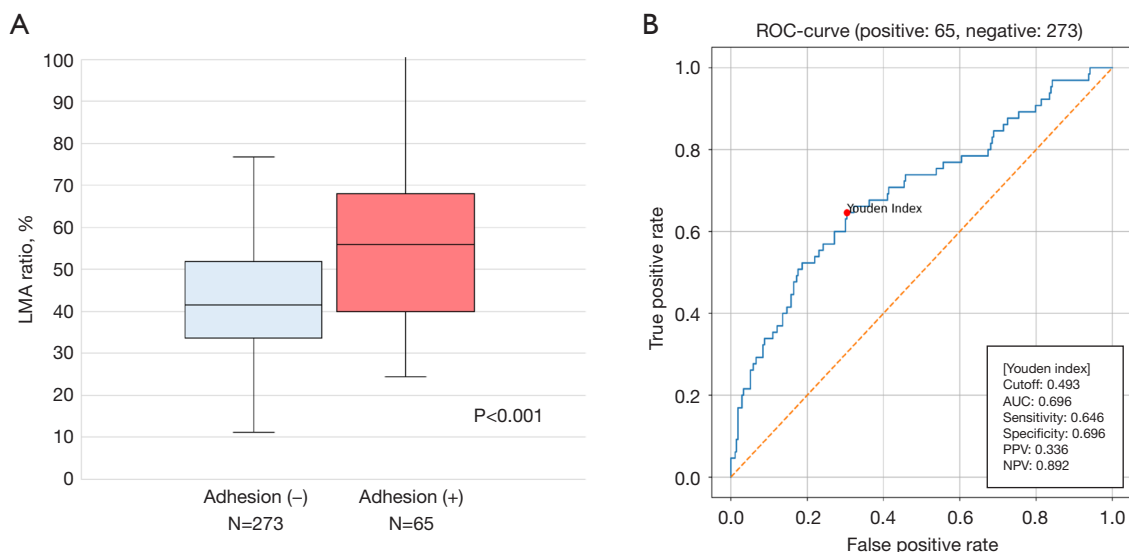 A
LMA ratio, %
100
90
80
70
60
50
40
30
20
10
0
P<0.001
Adhesion (–)
N=273
Adhesion (+)
N=65
B
ROC-curve (positive: 65, negative: 273)
True positive rate
1.0
0.8
0.6
0.4
0.2
0.0
Youden Index
[Youden index]
Cutoff: 0.493
AUC: 0.696
Sensitivity: 0.646
Specificity: 0.696
PPV: 0.336
NPV: 0.892
0.0 0.2 0.4 0.6 0.8 1.0
False positive rate